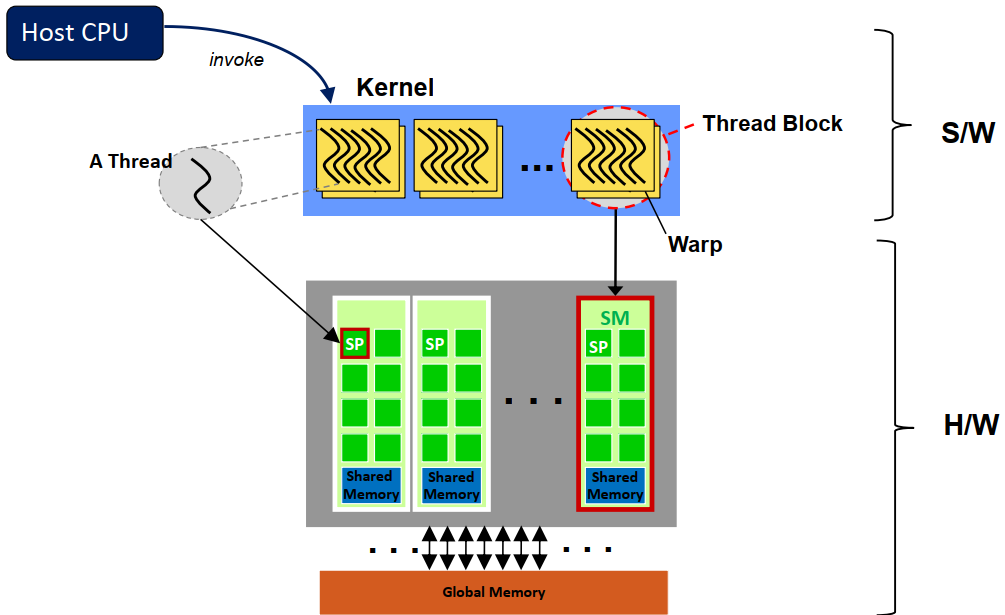 Host CPU
invoke
Kernel
A Thread
...
Thread Block
S/W
Warp
SM
SP
SP
SP
. . .
H/W
Shared
Memory
Shared
Memory
Shared
Memory
. . .
. . .
Global Memory